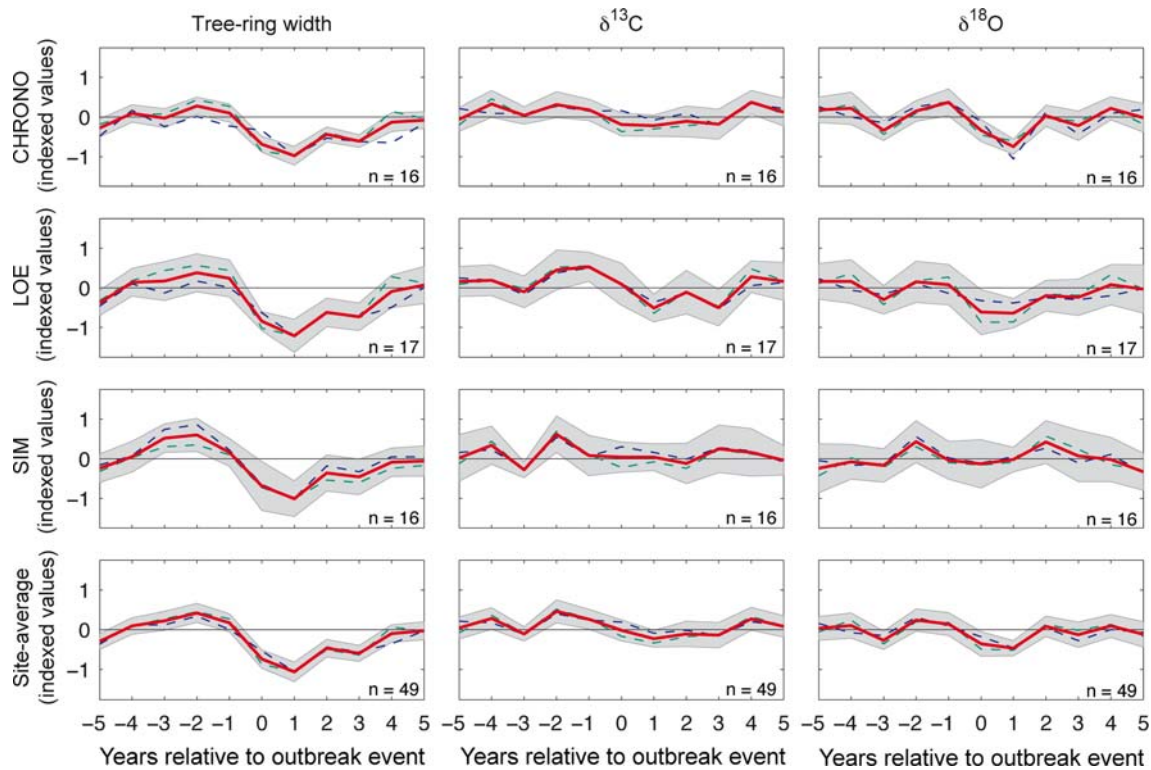 Tree-ring width δ¹³C δ¹⁸O
CHRONO
(indexed values)
1
0
−1
n = 16 n = 16 n = 16
LOE
(indexed values)
1
0
−1
n = 17 n = 17 n = 17
SIM
(indexed values)
1
0
−1
n = 16 n = 16 n = 16
Site-average
(indexed values)
1
0
−1
n = 49 n = 49 n = 49
−5 −4 −3 −2 −1 0 1 2 3 4 5 −5 −4 −3 −2 −1 0 1 2 3 4 5 −5 −4 −3 −2 −1 0 1 2 3 4 5
Years relative to outbreak event Years relative to outbreak event Years relative to outbreak event